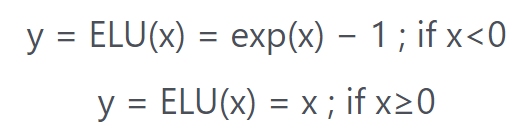 y = ELU(x) = exp(x) − 1 ; if x<0
y = ELU(x) = x ; if x≥0